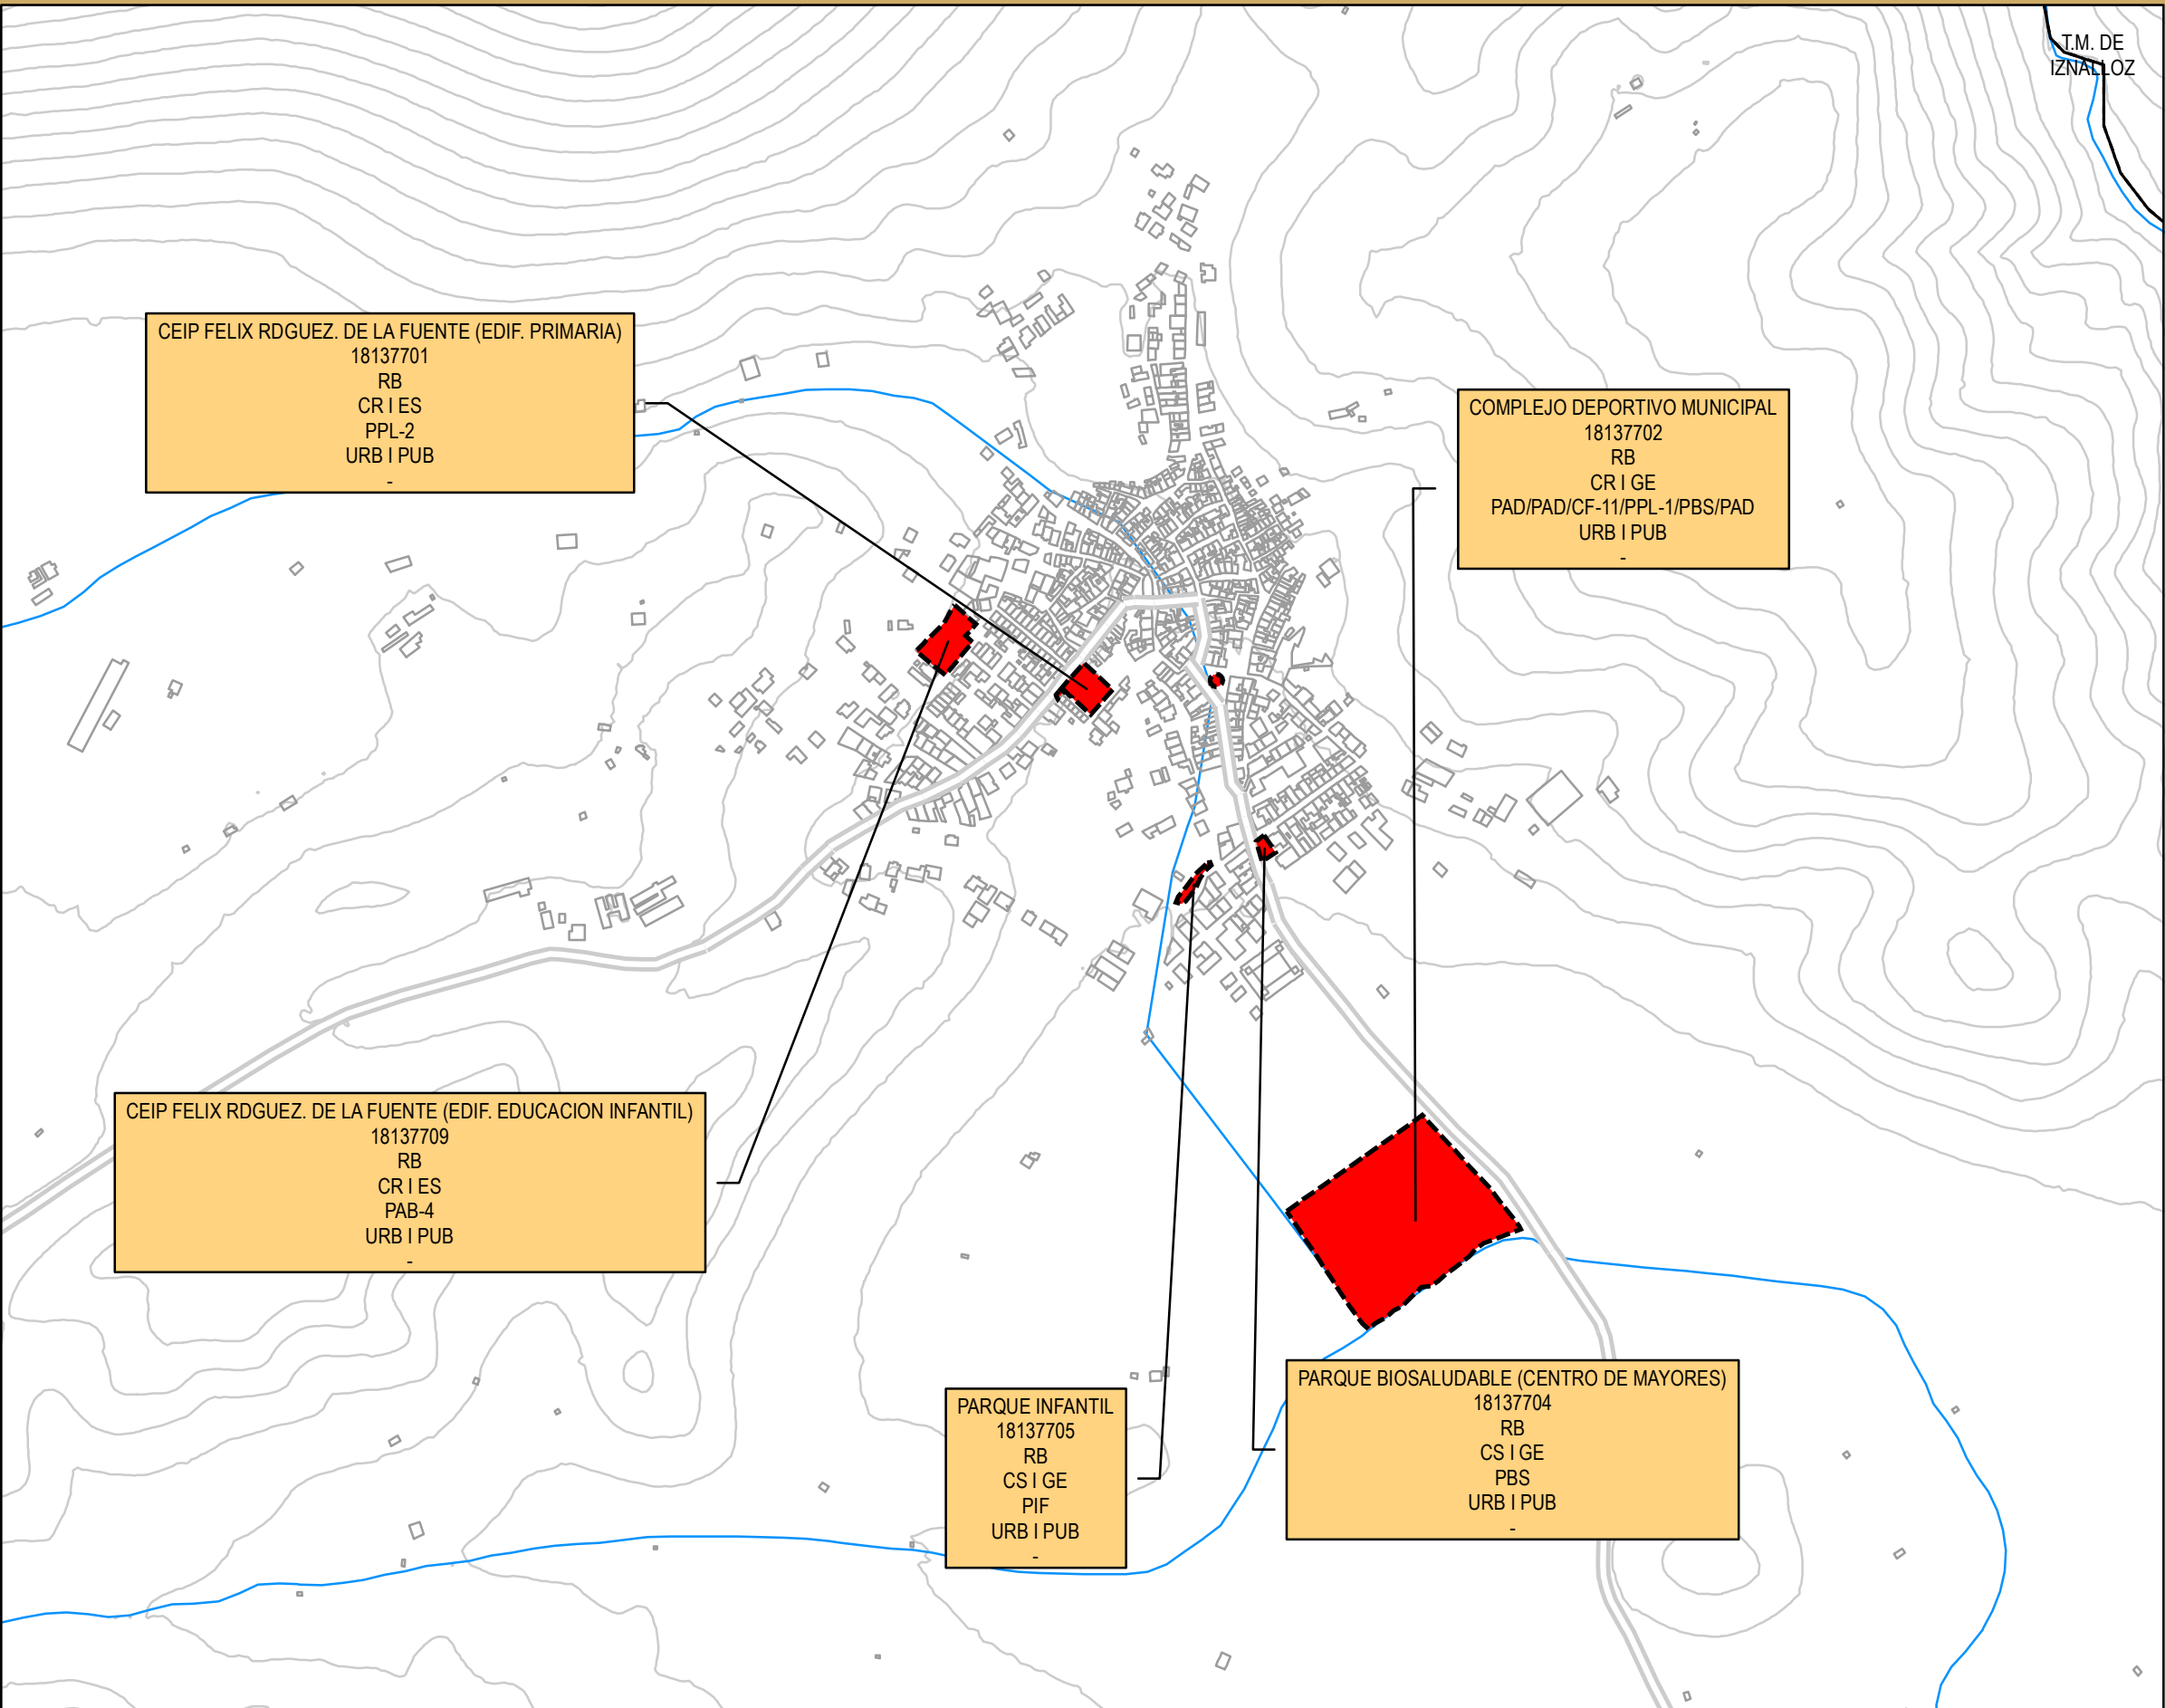 T.M. DE
IZNALLOZ
CEIP FELIX RDGUEZ. DE LA FUENTE (EDIF. PRIMARIA)
18137701
RB
CR I ES
PPL-2
URB I PUB
-
COMPLEJO DEPORTIVO MUNICIPAL
18137702
RB
CR I GE
PAD/PAD/CF-11/PPL-1/PBS/PAD
URB I PUB
-
CEIP FELIX RDGUEZ. DE LA FUENTE (EDIF. EDUCACION INFANTIL)
18137709
RB
CR I ES
PAB-4
URB I PUB
-
PARQUE INFANTIL
18137705
RB
CS I GE
PIF
URB I PUB
-
PARQUE BIOSALUDABLE (CENTRO DE MAYORES)
18137704
RB
CS I GE
PBS
URB I PUB
-